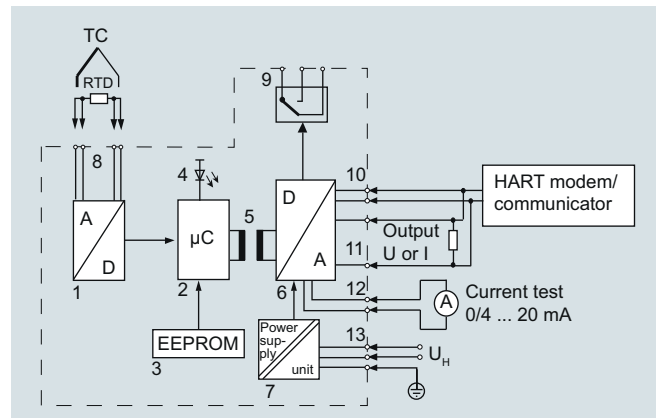 TC
RTD
9
8
4
10
HART modem/
communicator
D
A
µC
5
Output
U or I
A
D
11
1
2
6
12
A
Current test
0/4 ... 20 mA
EEPROM
3
Power
sup-
ply
unit
13
U_H
7